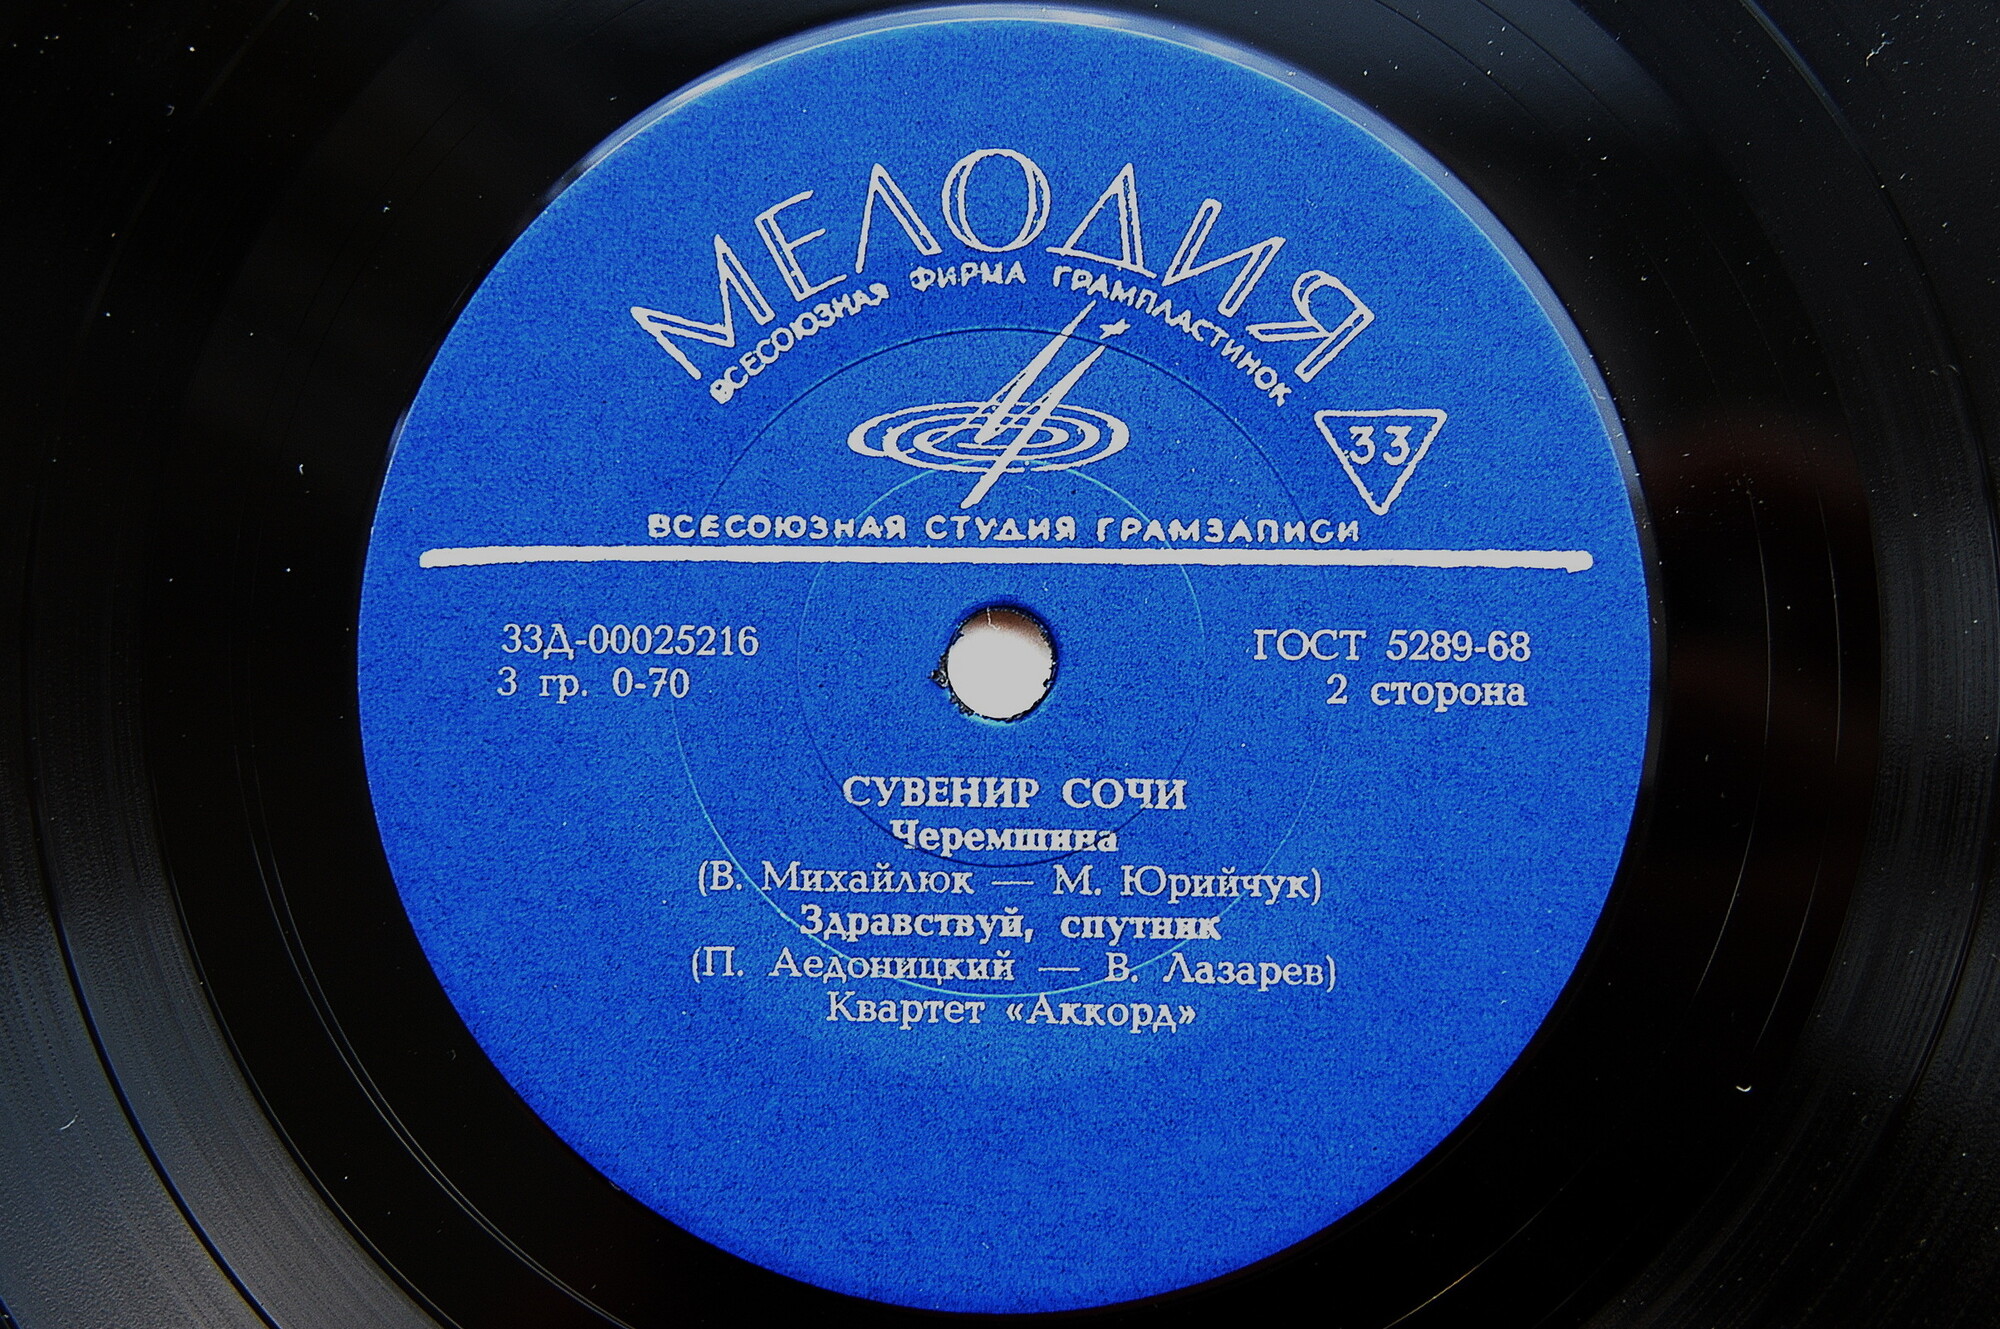 МЕЛОДИЯ
ВСЕСОЮЗНАЯ ФИРМА ГРАМПЛАСТИНОК
33
ВСЕСОЮЗНАЯ СТУДИЯ ГРАМЗАПИСИ
33Д-00025216
ГОСТ 5289-68
3 гр. 0-70
2 сторона
СУВЕНИР СОЧИ
Черемшина
(В. Михайлюк — М. Юрийчук)
Здравствуй, спутник
(П. Аедоницкий — В. Лазарев)
Квартет «Аккорд»